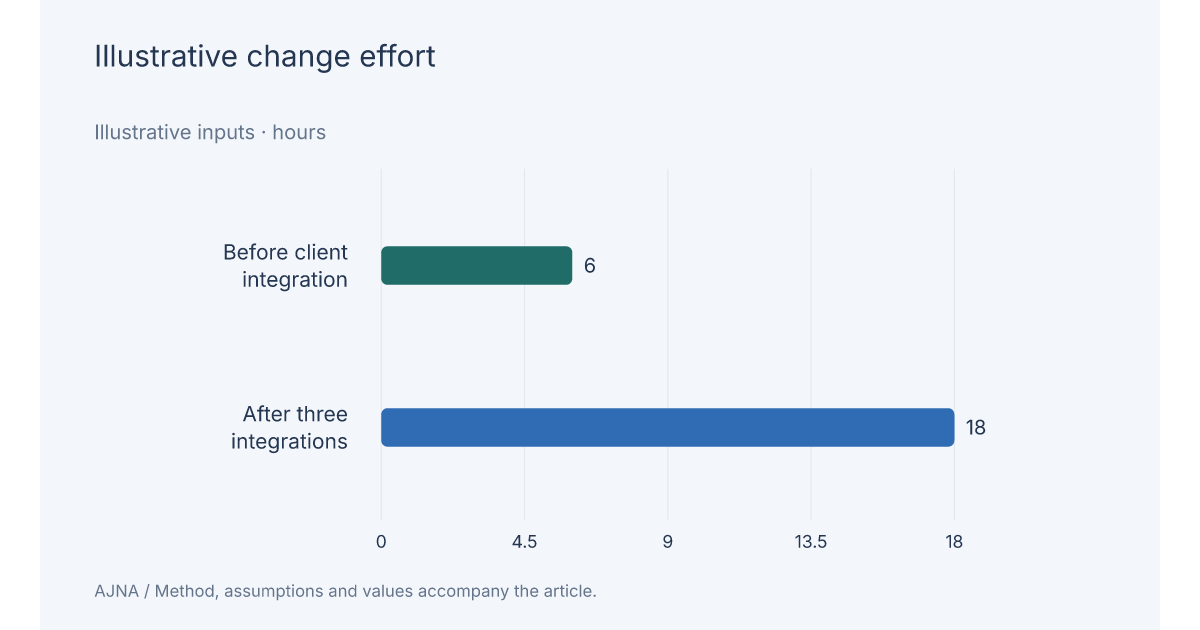 Illustrative change effort
Illustrative inputs · hours
Before client
integration
6
After three
integrations
18
0 4.5 9 13.5 18
AJNA / Method, assumptions and values accompany the article.